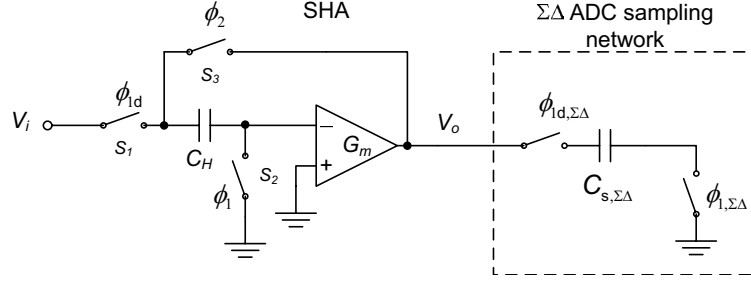 SHA
ΣΔ ADC sampling
network
ϕ2
S3
ϕ1d
Vi
S1
CH
S2
ϕ1
−
+
Gm
Vo
ϕ1d,ΣΔ
Cs,ΣΔ
ϕ1,ΣΔ